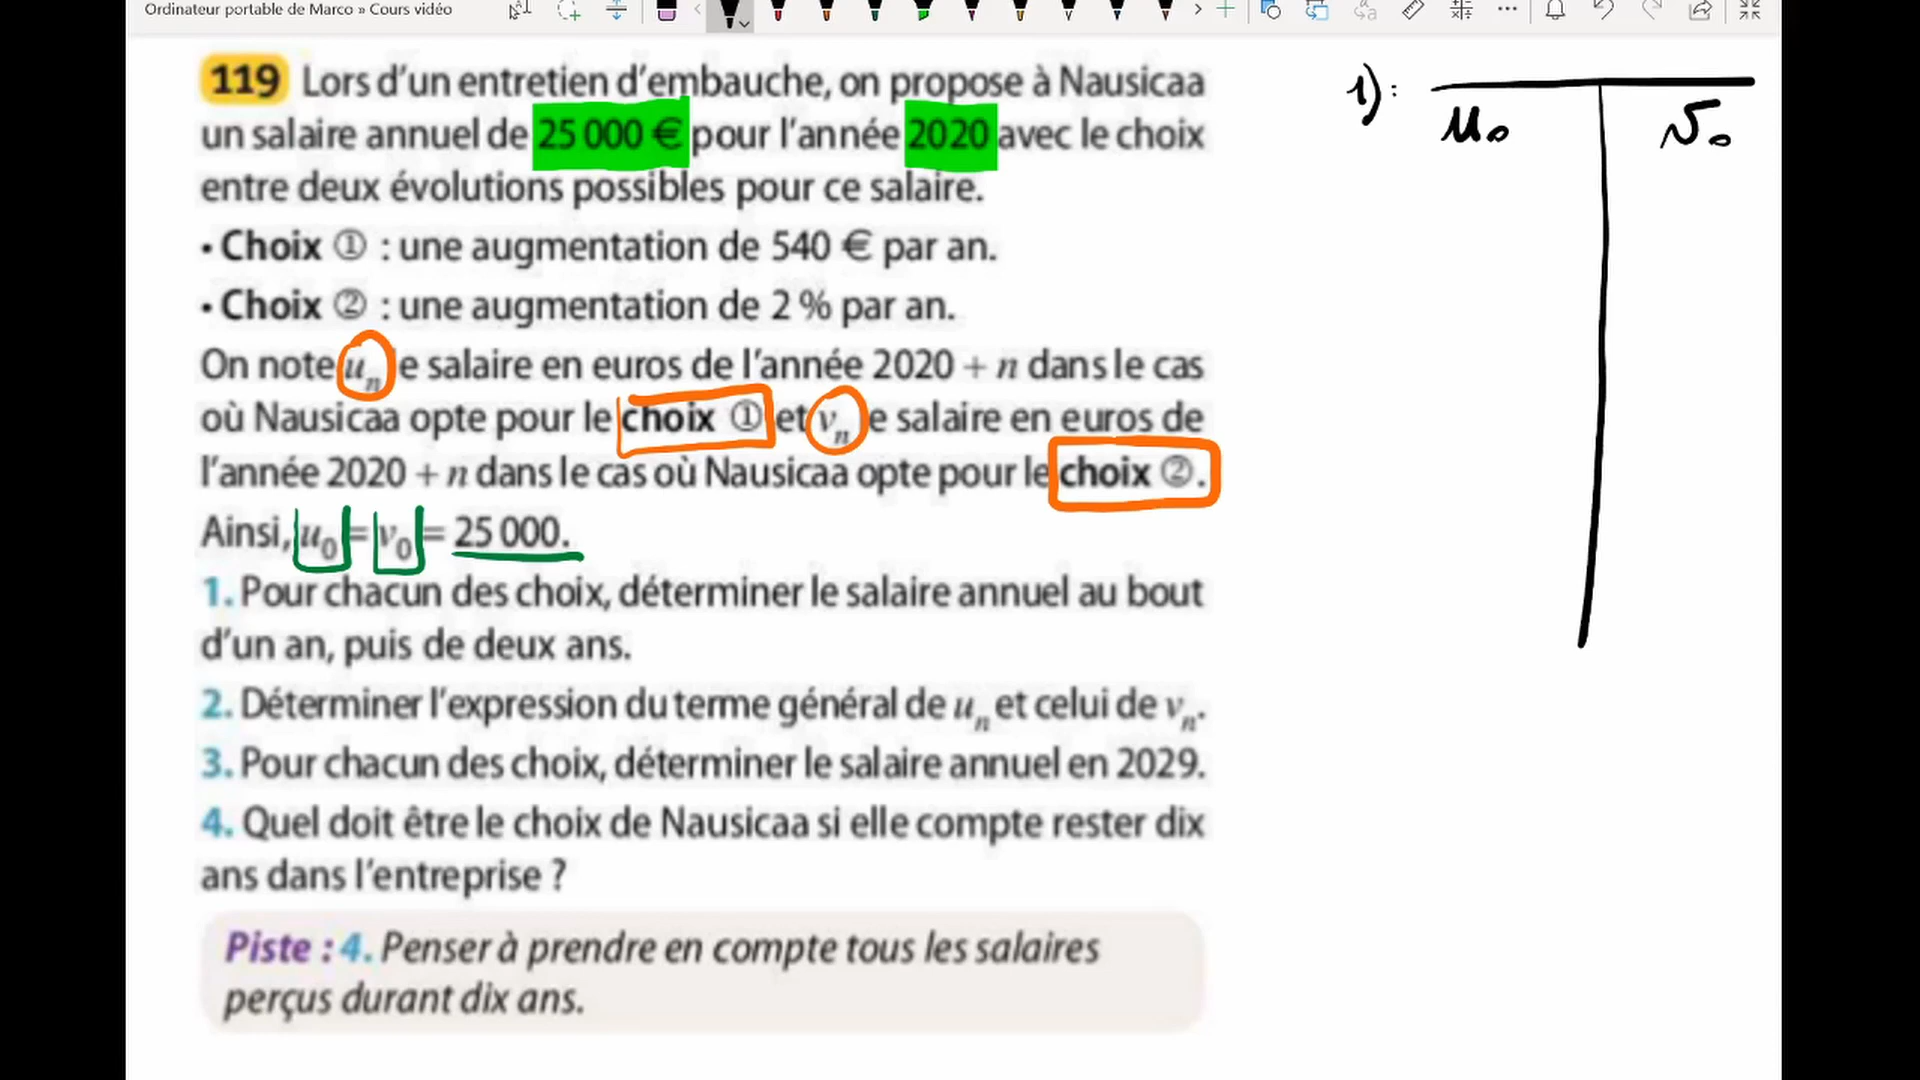 Ordinateur portable de Marco » Cours vidéo
119 Lors d'un entretien d'embauche, on propose à Nausicaa
un salaire annuel de 25 000 € pour l'année 2020 avec le choix
entre deux évolutions possibles pour ce salaire.
• Choix ① : une augmentation de 540 € par an.
• Choix ② : une augmentation de 2 % par an.
On note uₙ e salaire en euros de l'année 2020 + n dans le cas
où Nausicaa opte pour le choix ① et vₙ e salaire en euros de
l'année 2020 + n dans le cas où Nausicaa opte pour le choix ②.
Ainsi, u₀ = v₀ = 25 000.
1. Pour chacun des choix, déterminer le salaire annuel au bout
d'un an, puis de deux ans.
2. Déterminer l'expression du terme général de uₙ et celui de vₙ.
3. Pour chacun des choix, déterminer le salaire annuel en 2029.
4. Quel doit être le choix de Nausicaa si elle compte rester dix
ans dans l'entreprise ?
Piste : 4. Penser à prendre en compte tous les salaires
perçus durant dix ans.
1) :
u₀ v₀